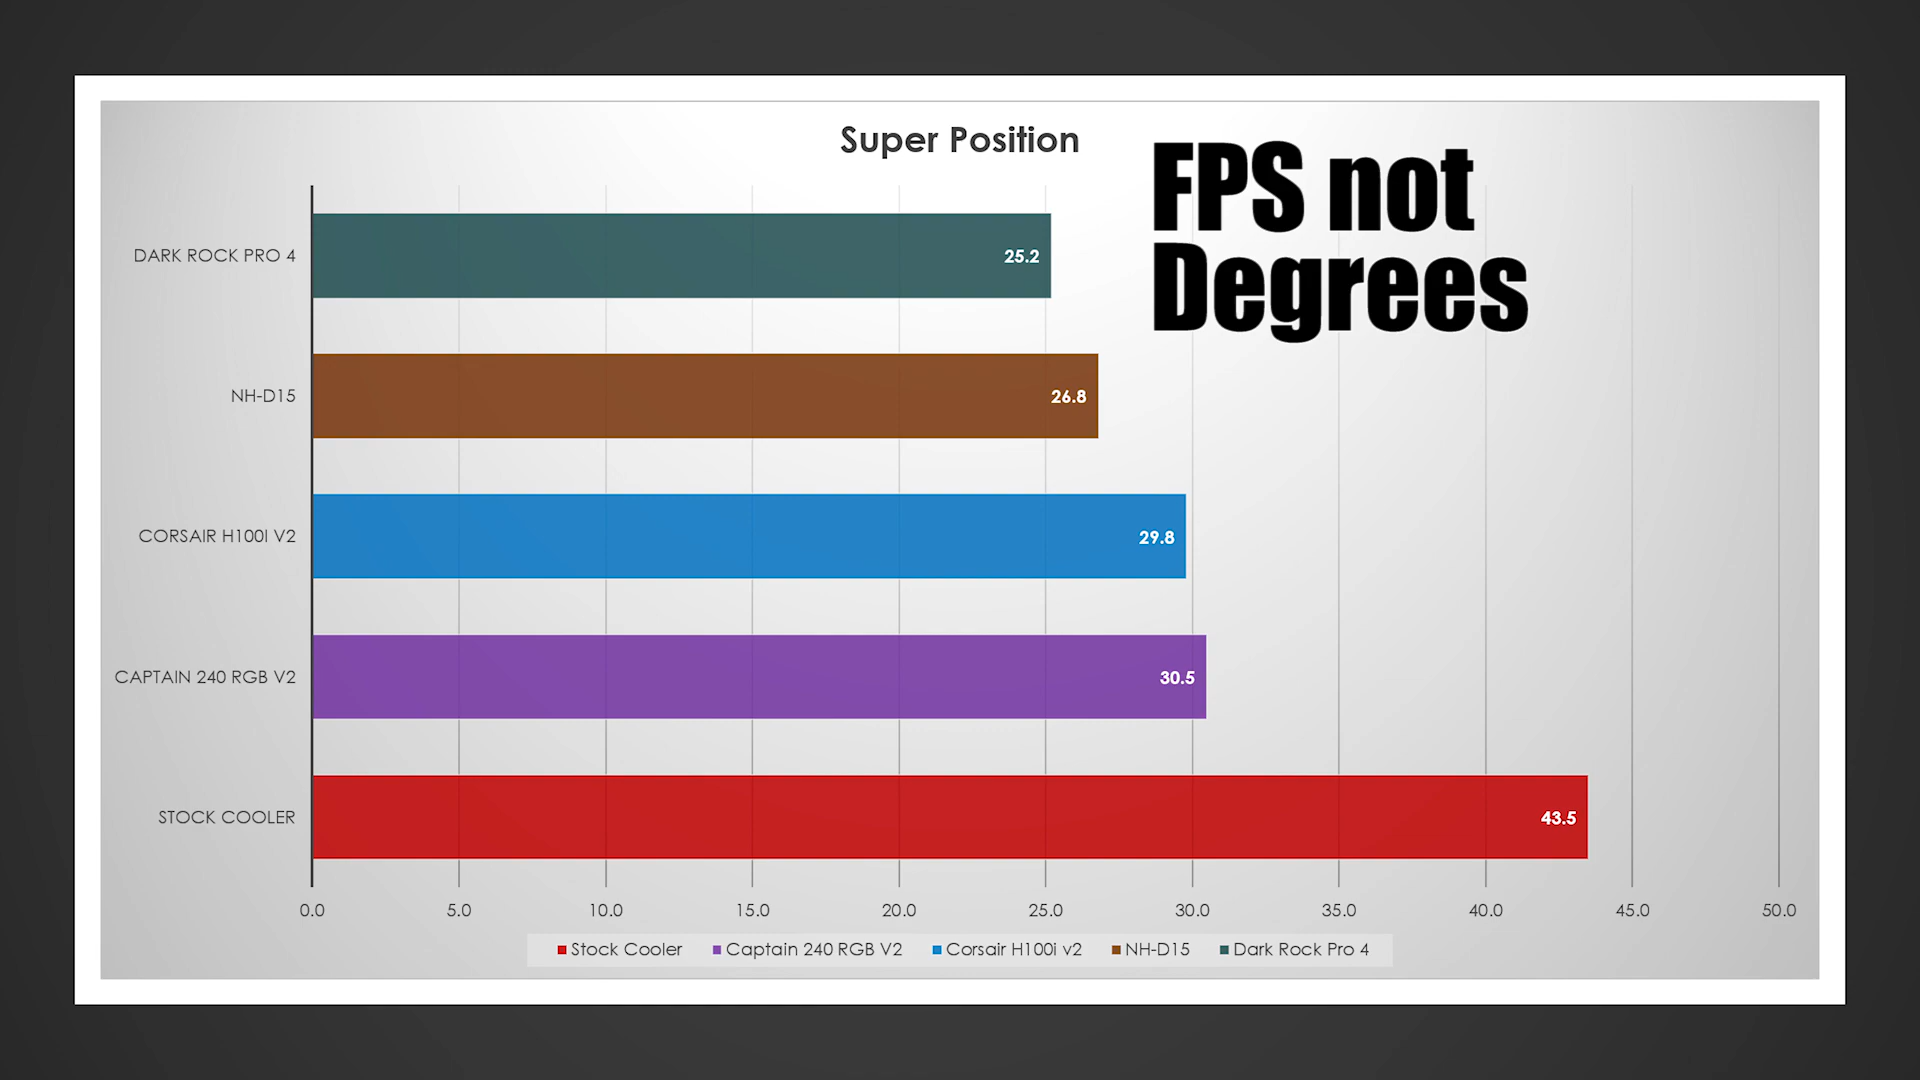 Super Position
FPS not
Degrees
DARK ROCK PRO 4
25.2
NH-D15
26.8
CORSAIR H100I V2
29.8
CAPTAIN 240 RGB V2
30.5
STOCK COOLER
43.5
0.0 5.0 10.0 15.0 20.0 25.0 30.0 35.0 40.0 45.0 50.0
Stock Cooler Captain 240 RGB V2 Corsair H100i v2 NH-D15 Dark Rock Pro 4